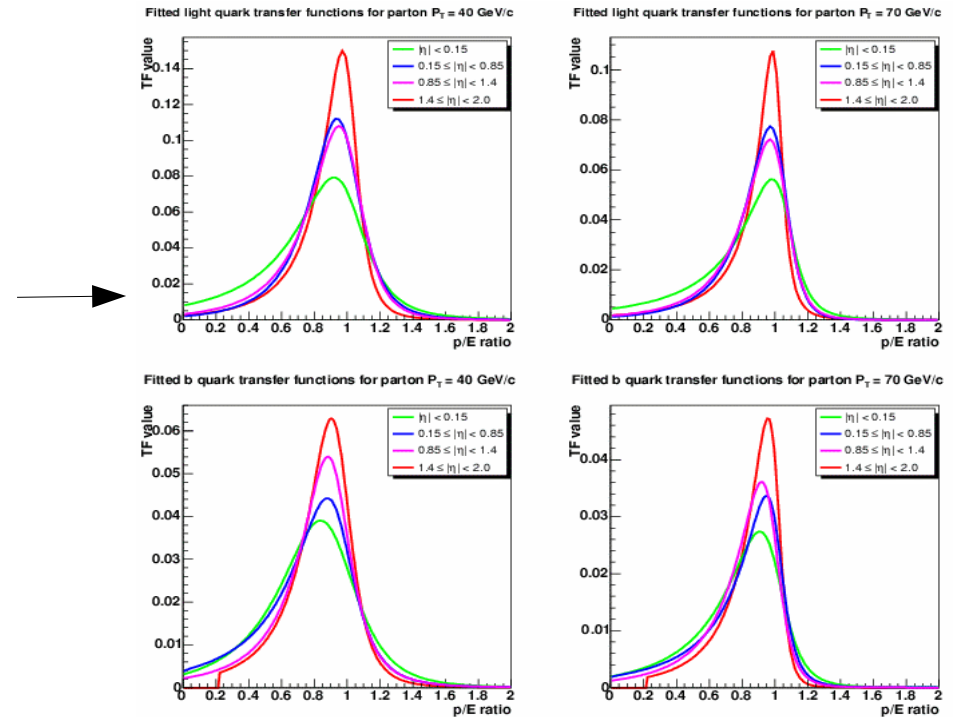 Fitted light quark transfer functions for parton P_T = 40 GeV/c
TF value
|η| < 0.15
0.15 ≤ |η| < 0.85
0.85 ≤ |η| < 1.4
1.4 ≤ |η| < 2.0
0.14
0.12
0.1
0.08
0.06
0.04
0.02
0
0 0.2 0.4 0.6 0.8 1 1.2 1.4 1.6 1.8 2
p/E ratio
Fitted light quark transfer functions for parton P_T = 70 GeV/c
TF value
|η| < 0.15
0.15 ≤ |η| < 0.85
0.85 ≤ |η| < 1.4
1.4 ≤ |η| < 2.0
0.1
0.08
0.06
0.04
0.02
0
0 0.2 0.4 0.6 0.8 1 1.2 1.4 1.6 1.8 2
p/E ratio
Fitted b quark transfer functions for parton P_T = 40 GeV/c
TF value
|η| < 0.15
0.15 ≤ |η| < 0.85
0.85 ≤ |η| < 1.4
1.4 ≤ |η| < 2.0
0.06
0.05
0.04
0.03
0.02
0.01
0
0 0.2 0.4 0.6 0.8 1 1.2 1.4 1.6 1.8 2
p/E ratio
Fitted b quark transfer functions for parton P_T = 70 GeV/c
TF value
|η| < 0.15
0.15 ≤ |η| < 0.85
0.85 ≤ |η| < 1.4
1.4 ≤ |η| < 2.0
0.04
0.03
0.02
0.01
0
0 0.2 0.4 0.6 0.8 1 1.2 1.4 1.6 1.8 2
p/E ratio